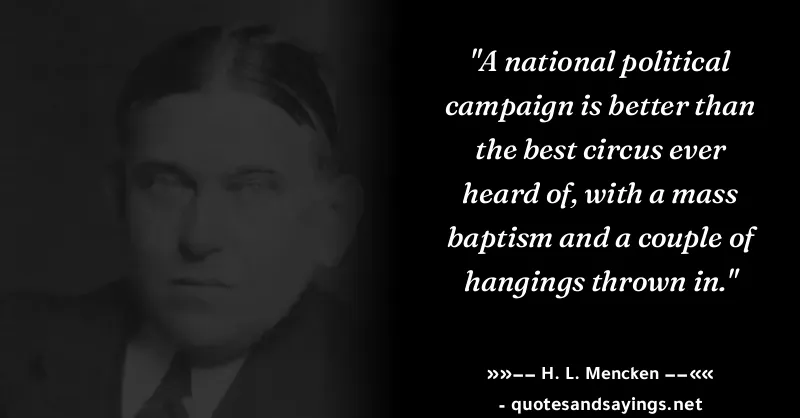 "A national political
campaign is better than
the best circus ever
heard of, with a mass
baptism and a couple of
hangings thrown in."
»»−− H. L. Mencken −−««
- quotesandsayings.net